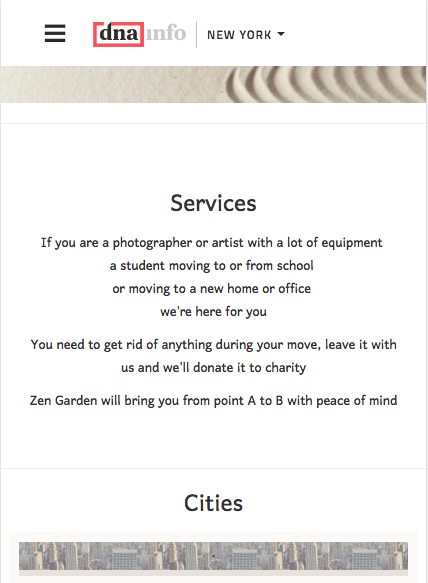 dnainfo NEW YORK
Services
If you are a photographer or artist with a lot of equipment
a student moving to or from school
or moving to a new home or office
we're here for you
You need to get rid of anything during your move, leave it with
us and we'll donate it to charity
Zen Garden will bring you from point A to B with peace of mind
Cities